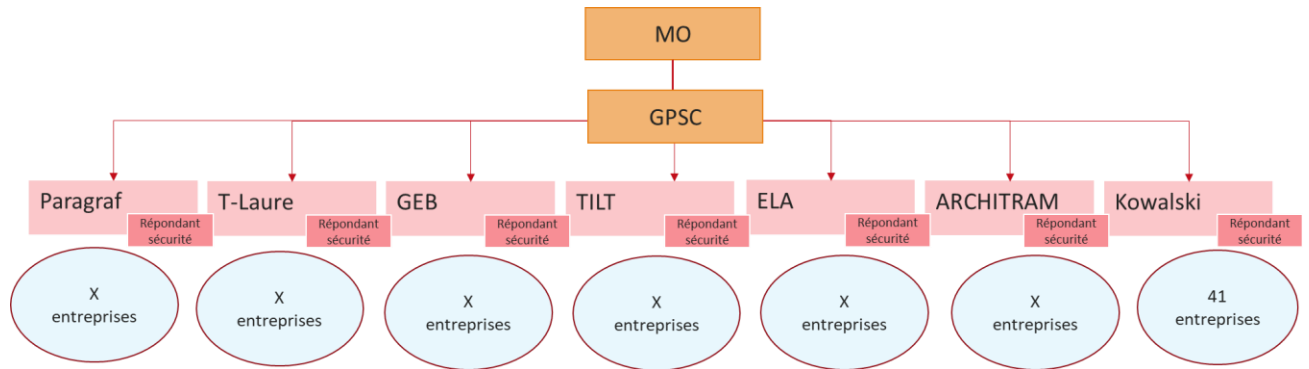 MO
GPSC
Paragraf
Répondant
sécurité
T-Laure
Répondant
sécurité
GEB
Répondant
sécurité
TILT
Répondant
sécurité
ELA
Répondant
sécurité
ARCHITRAM
Répondant
sécurité
Kowalski
Répondant
sécurité
X
entreprises
X
entreprises
X
entreprises
X
entreprises
X
entreprises
X
entreprises
41
entreprises